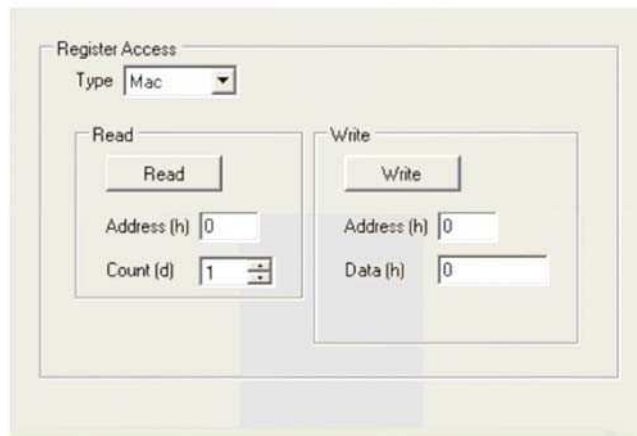 Register Access
Type Mac
Read
Read
Address (h) 0
Count (d) 1
Write
Write
Address (h) 0
Data (h) 0